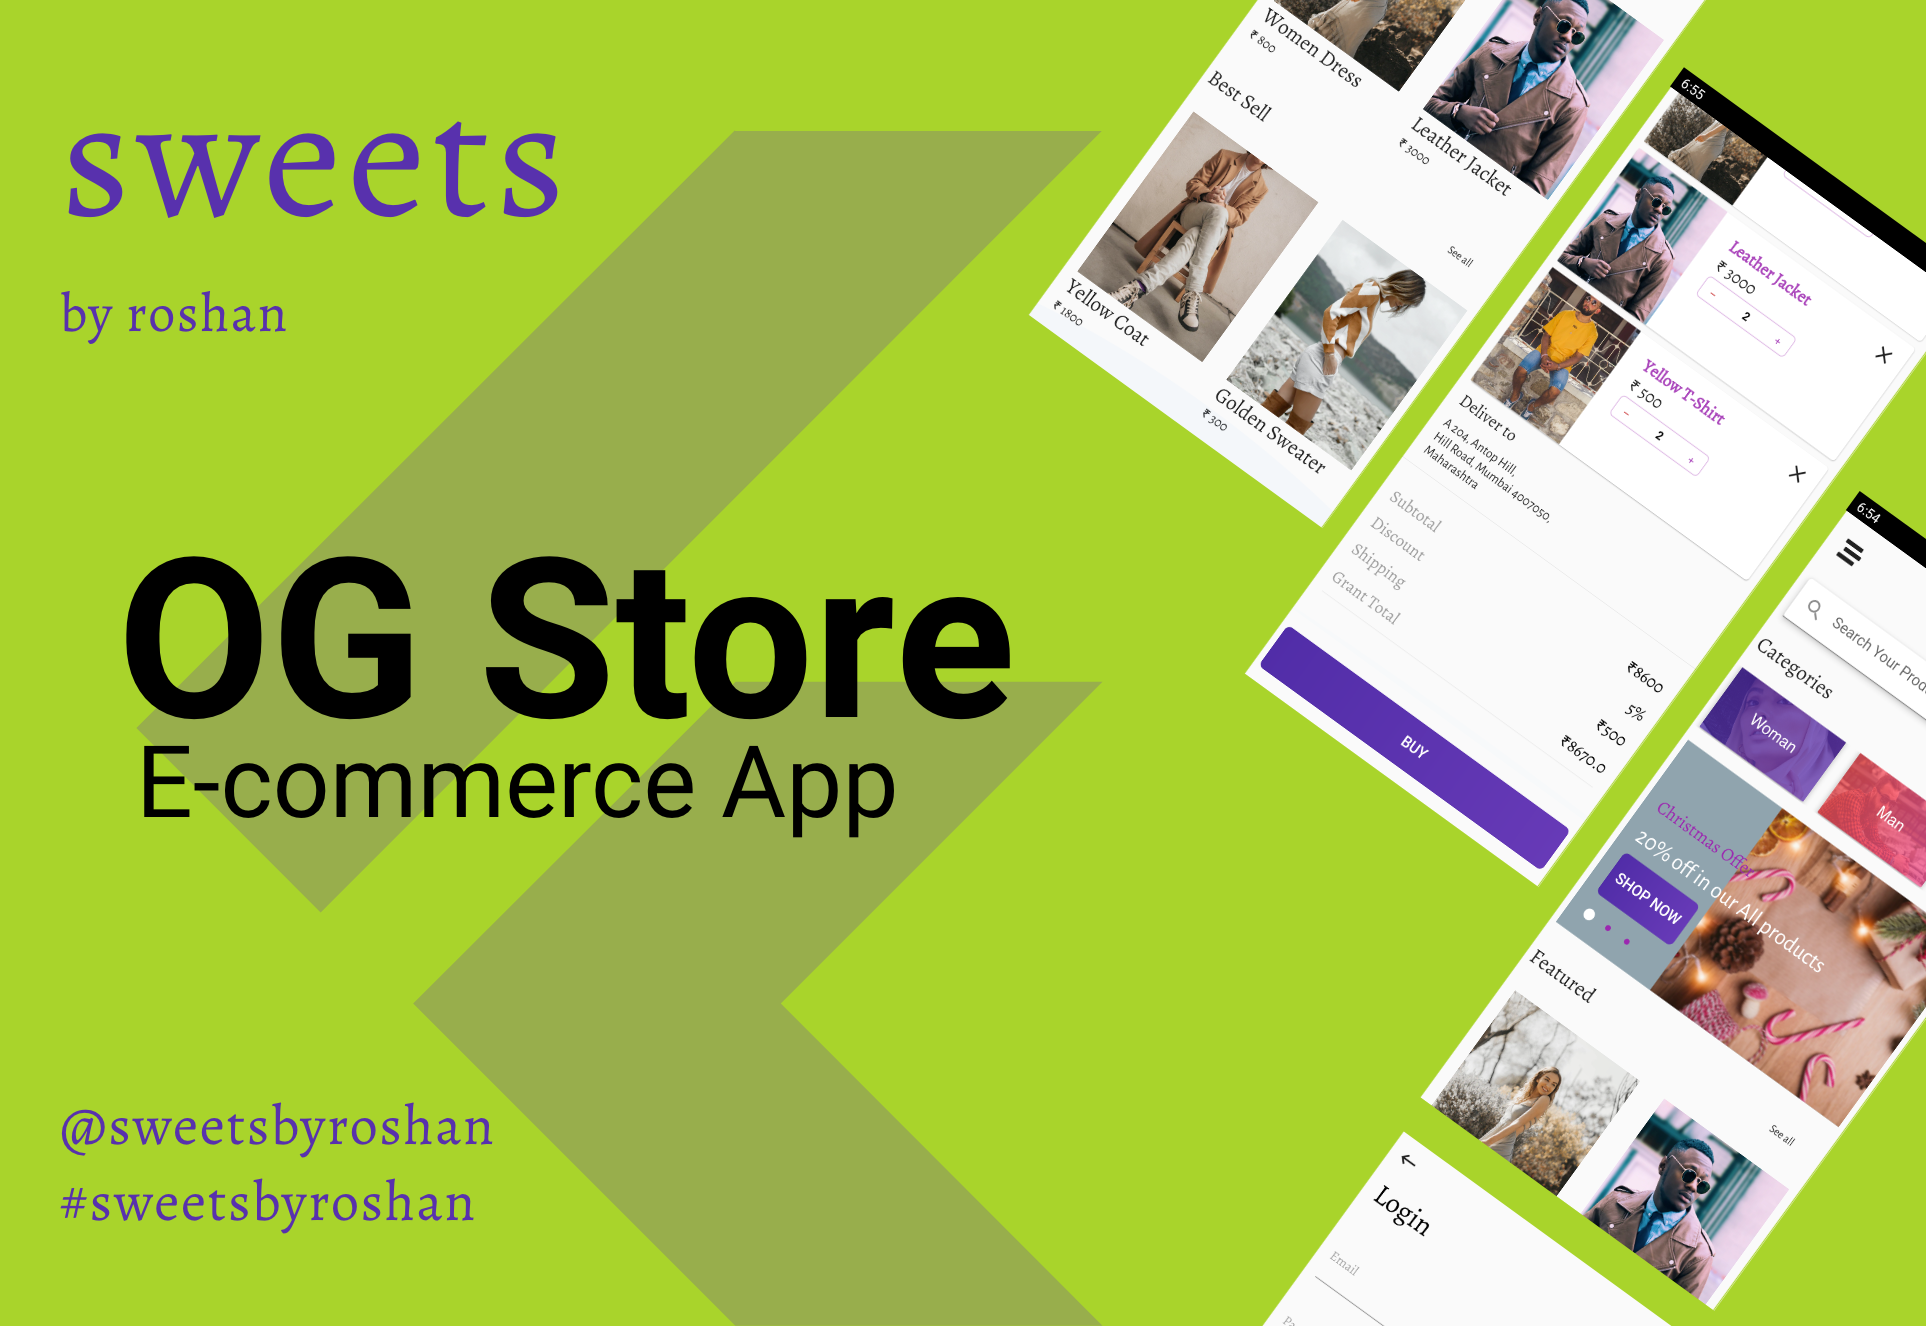 sweets
by roshan
OG Store
E-commerce App
@sweetsbyroshan
#sweetsbyroshan
Women Dress
₹ 800
Leather Jacket
₹ 3000
Best Sell
See all
Yellow Coat
₹ 1800
Golden Sweater
₹ 300
6:55
Leather Jacket
₹ 3000
- 2 +
Yellow T-Shirt
₹ 500
- 2 +
Deliver to
A 204, Antop Hill,
Hill Road, Mumbai 4007050,
Maharashtra
Subtotal ₹8600
Discount 5%
Shipping ₹500
Grant Total ₹8670.0
BUY
6:54
Search Your Prod
Categories
Woman
Man
Christmas Offer
20% off in our All products
SHOP NOW
Featured
See all
Login
Email
Pa